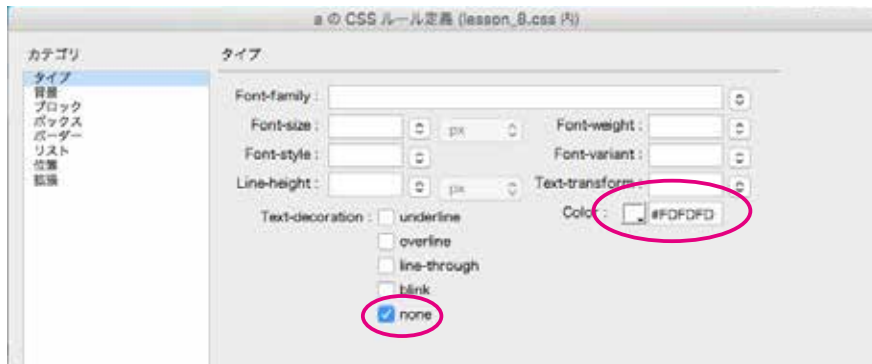 a の CSS ルール定義 (lesson_8.css 内)
カテゴリ
タイプ
背景
ブロック
ボックス
ボーダー
リスト
位置
拡張
タイプ
Font-family :
Font-size : px Font-weight :
Font-style : Font-variant :
Line-height : px Text-transform :
Text-decoration : underline Color : #FDFDFD
overline
line-through
blink
none